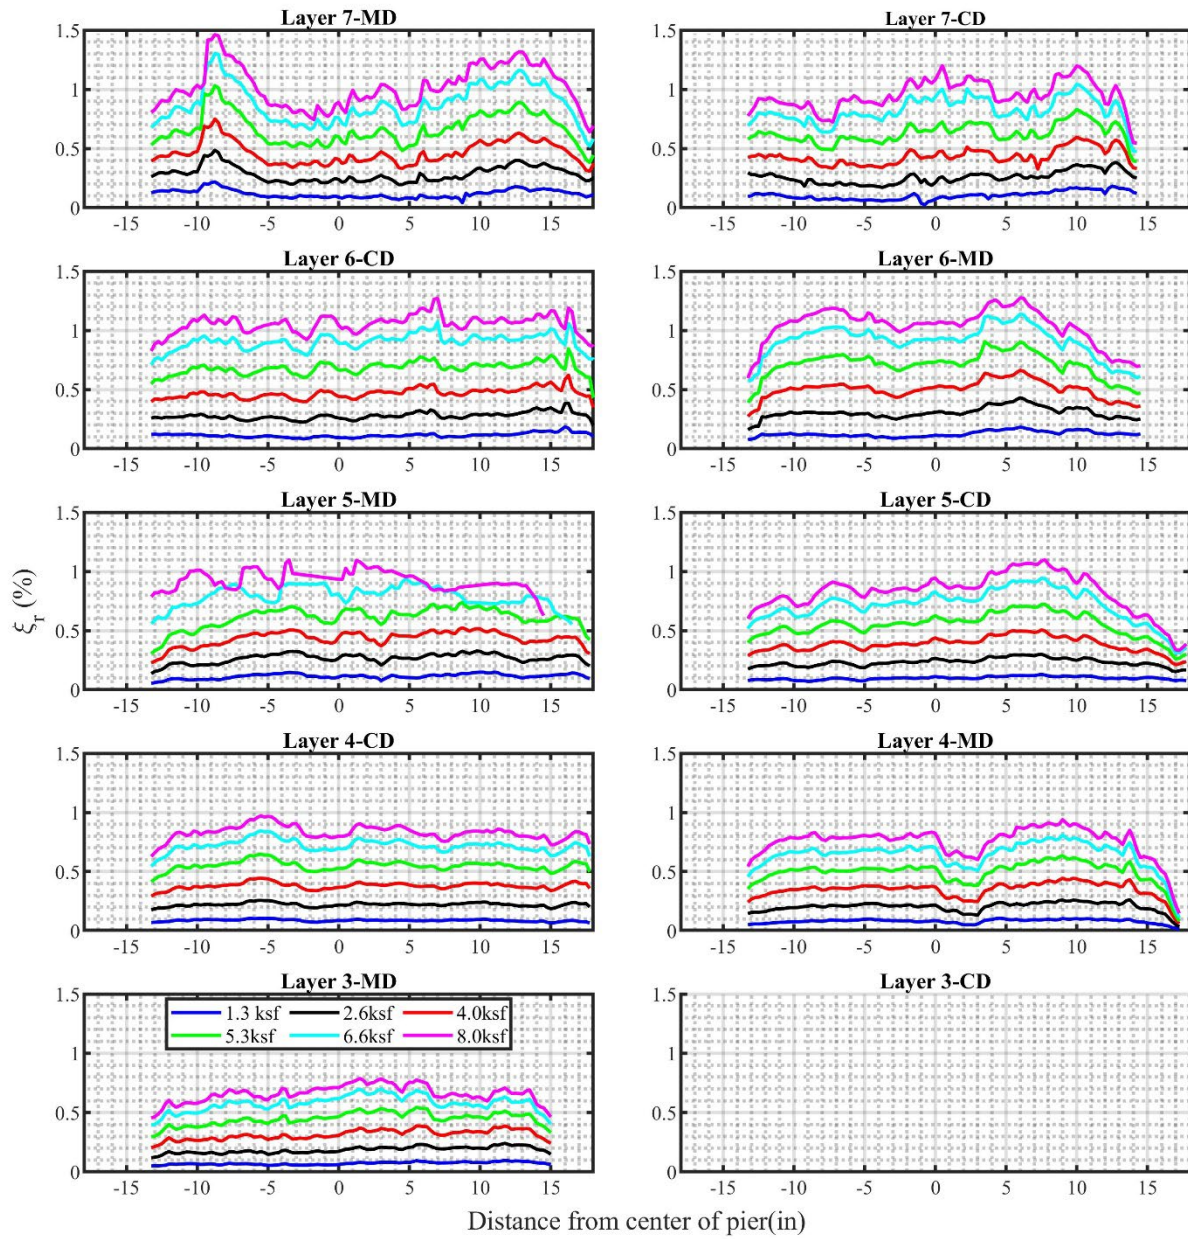 Layer 7-MD
Layer 7-CD
1.5
1
0.5
0
-15 -10 -5 0 5 10 15
1.5
1
0.5
0
-15 -10 -5 0 5 10 15
Layer 6-CD
Layer 6-MD
1.5
1
0.5
0
-15 -10 -5 0 5 10 15
1.5
1
0.5
0
-15 -10 -5 0 5 10 15
Layer 5-MD
Layer 5-CD
1.5
1
0.5
0
-15 -10 -5 0 5 10 15
1.5
1
0.5
0
-15 -10 -5 0 5 10 15
ξr (%)
Layer 4-CD
Layer 4-MD
1.5
1
0.5
0
-15 -10 -5 0 5 10 15
1.5
1
0.5
0
-15 -10 -5 0 5 10 15
Layer 3-MD
Layer 3-CD
1.5
1
0.5
0
-15 -10 -5 0 5 10 15
1.3 ksf 2.6ksf 4.0ksf
5.3ksf 6.6ksf 8.0ksf
1.5
1
0.5
0
-15 -10 -5 0 5 10 15
Distance from center of pier(in)